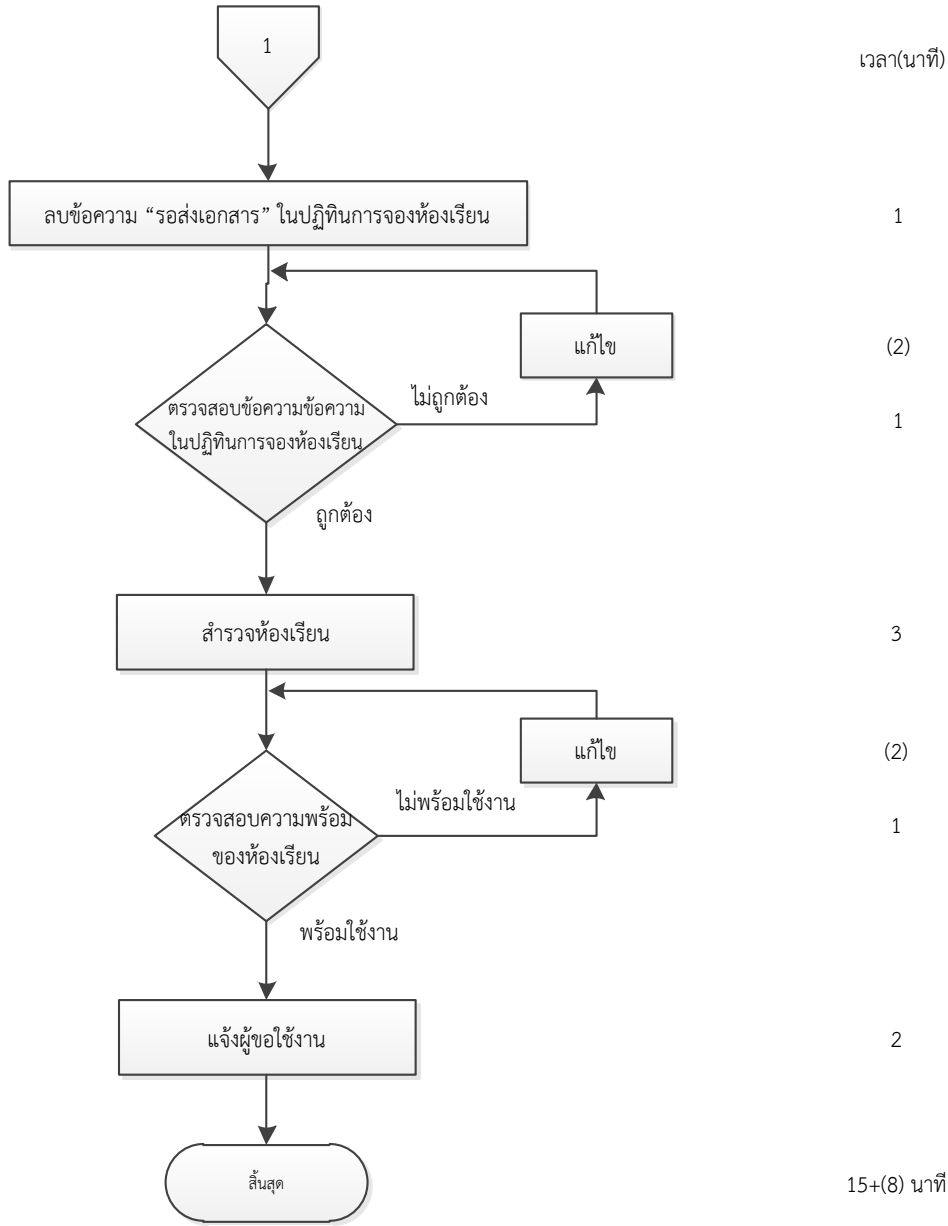 1
เวลา(นาที)
ลบข้อความ “รอส่งเอกสาร” ในปฏิทินการจองห้องเรียน
1
แก้ไข
(2)
ไม่ถูกต้อง
ตรวจสอบข้อความข้อความ
ในปฏิทินการจองห้องเรียน
1
ถูกต้อง
สำรวจห้องเรียน
3
แก้ไข
(2)
ไม่พร้อมใช้งาน
ตรวจสอบความพร้อม
ของห้องเรียน
1
พร้อมใช้งาน
แจ้งผู้ขอใช้งาน
2
สิ้นสุด
15+(8) นาที